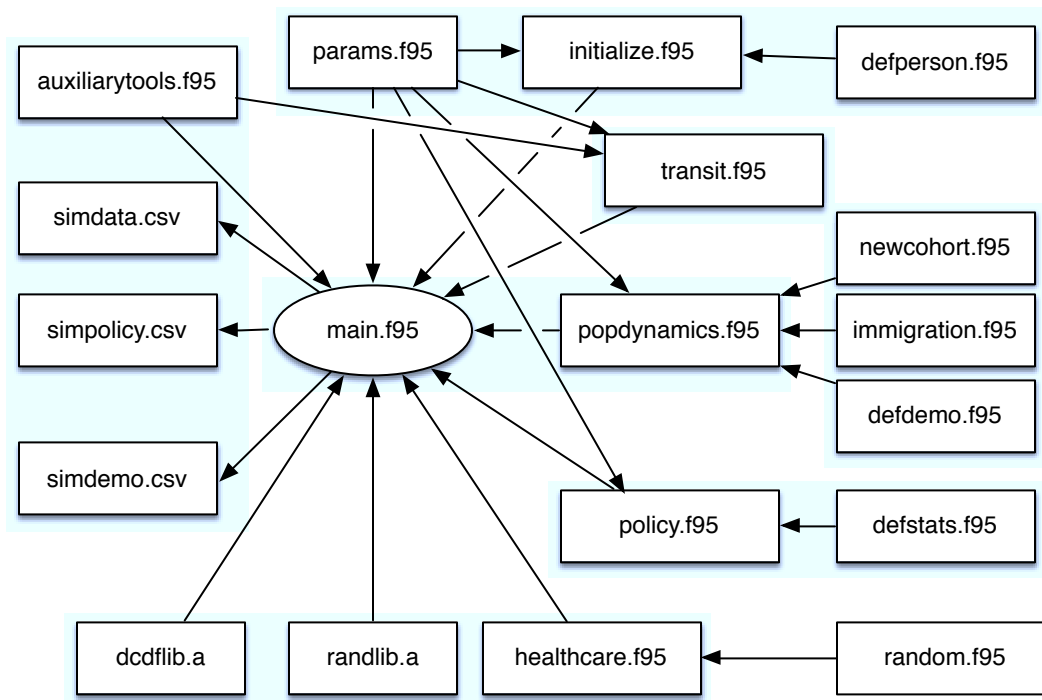 params.f95
initialize.f95
defperson.f95
auxiliarytools.f95
transit.f95
simdata.csv
newcohort.f95
simpolicy.csv
main.f95
popdynamics.f95
immigration.f95
defdemo.f95
simdemo.csv
policy.f95
defstats.f95
dcdflib.a
randlib.a
healthcare.f95
random.f95